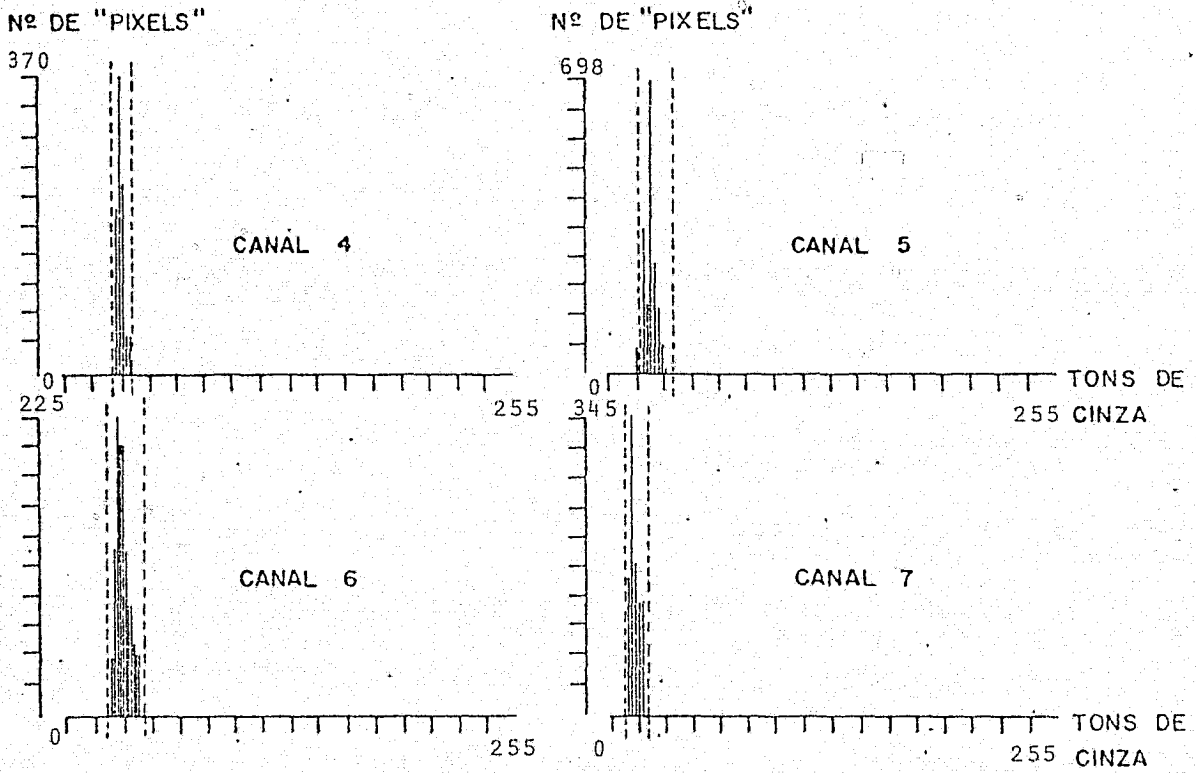 Nº DE "PIXELS"
370
0
255
CANAL 4
Nº DE "PIXELS"
698
0
255
TONS DE
CINZA
CANAL 5
225
0
255
CANAL 6
345
0
255
TONS DE
CINZA
CANAL 7